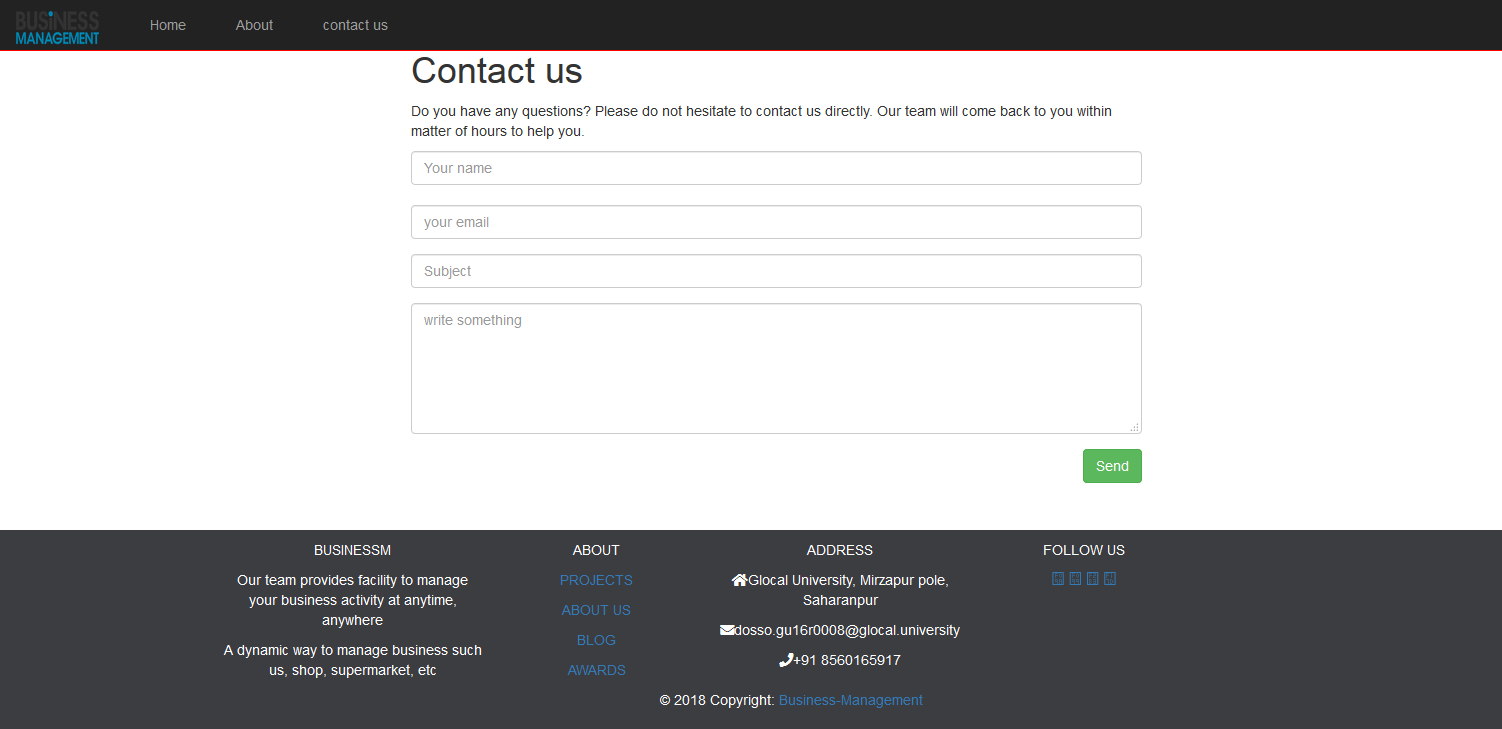 BUSiNESS
MANAGEMENT
Home About contact us
Contact us
Do you have any questions? Please do not hesitate to contact us directly. Our team will come back to you within
matter of hours to help you.
Your name
your email
Subject
write something
Send
BUSINESSM
Our team provides facility to manage
your business activity at anytime,
anywhere
A dynamic way to manage business such
us, shop, supermarket, etc
ABOUT
PROJECTS
ABOUT US
BLOG
AWARDS
ADDRESS
Glocal University, Mirzapur pole,
Saharanpur
dosso.gu16r0008@glocal.university
+91 8560165917
FOLLOW US
© 2018 Copyright: Business-Management